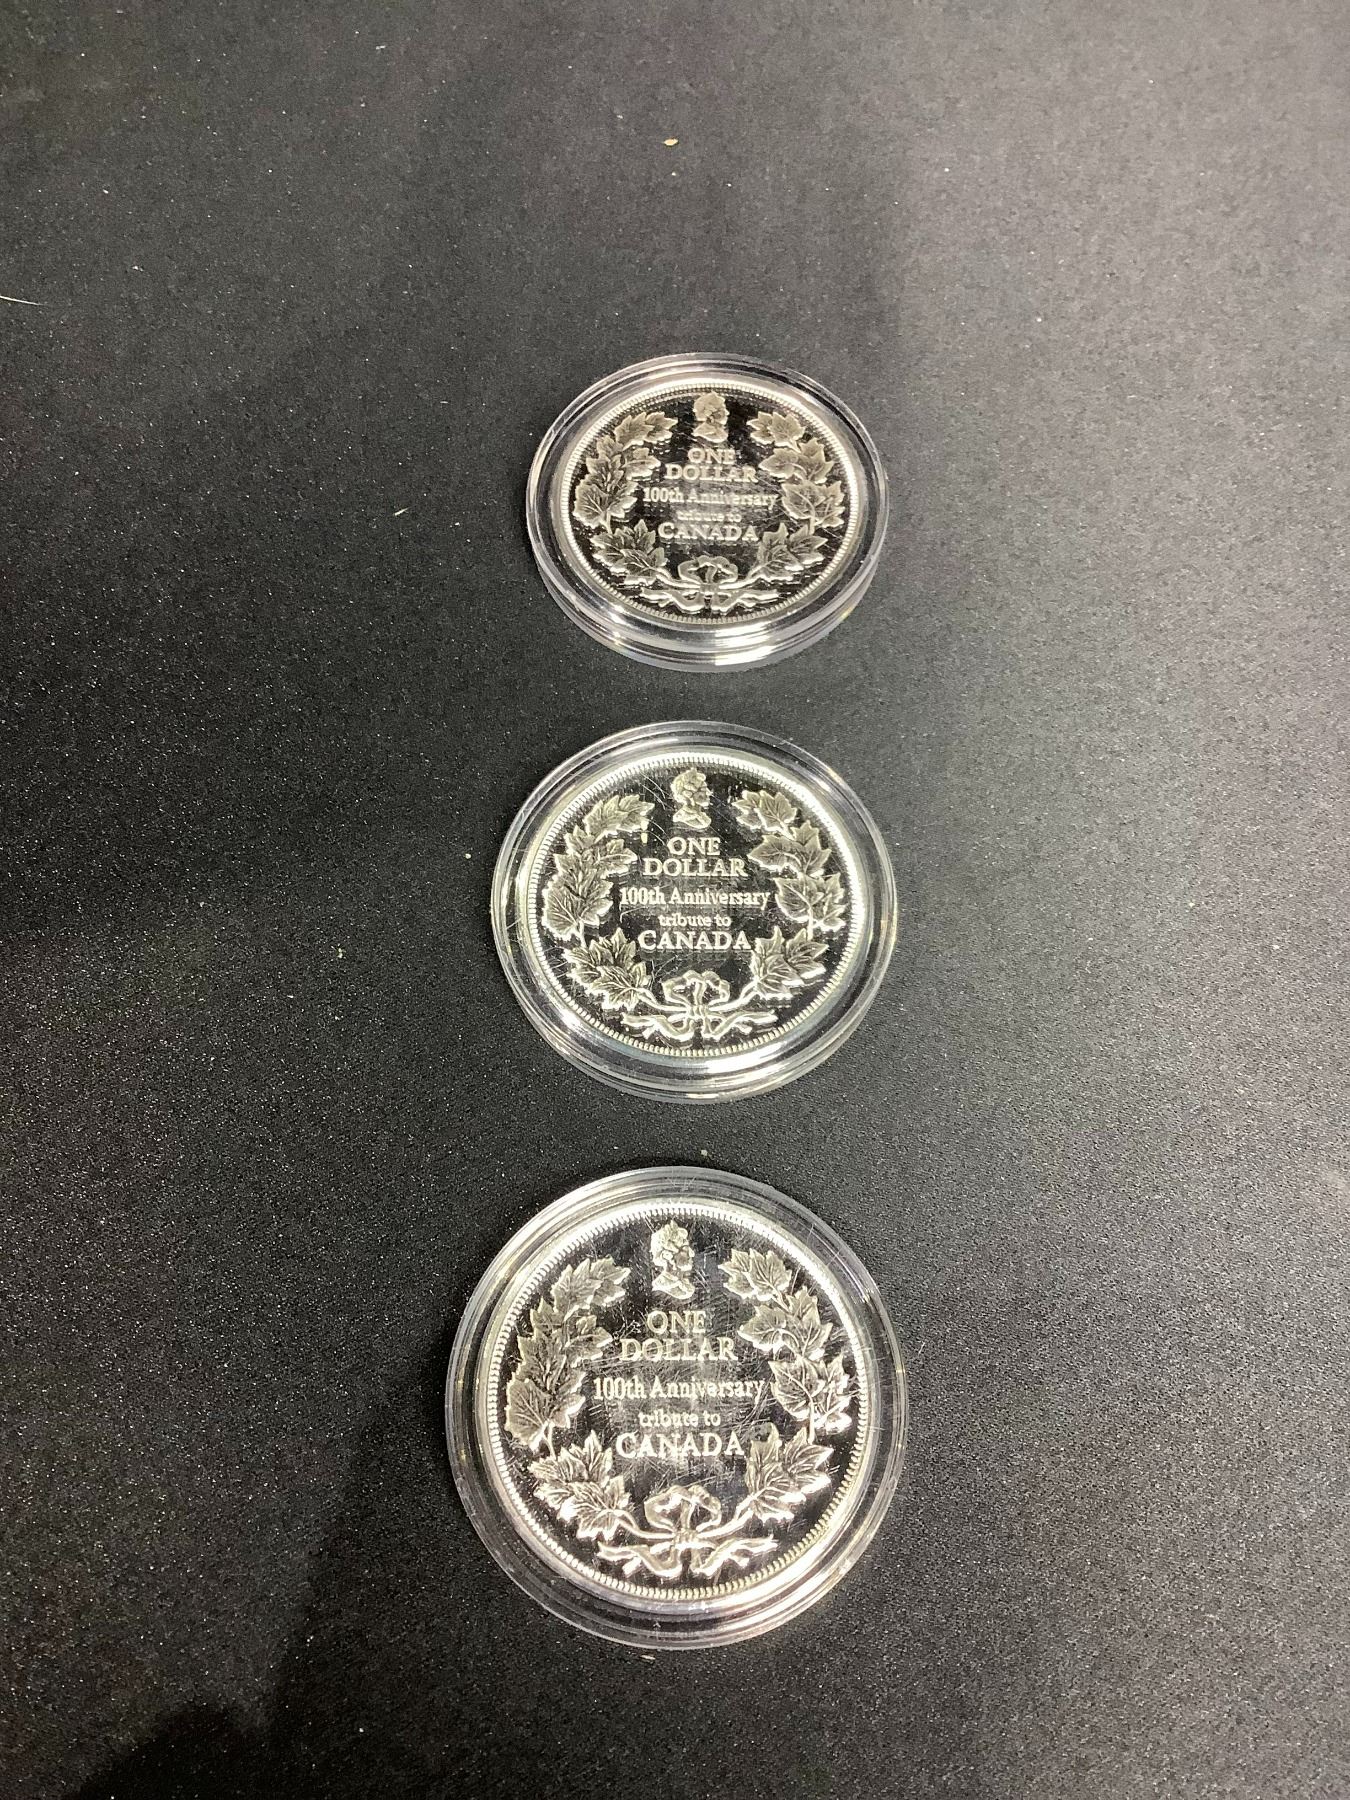 ONE
DOLLAR
100th Anniversary
tribute to
CANADA
ONE
DOLLAR
100th Anniversary
tribute to
CANADA
ONE
DOLLAR
100th Anniversary
tribute to
CANADA